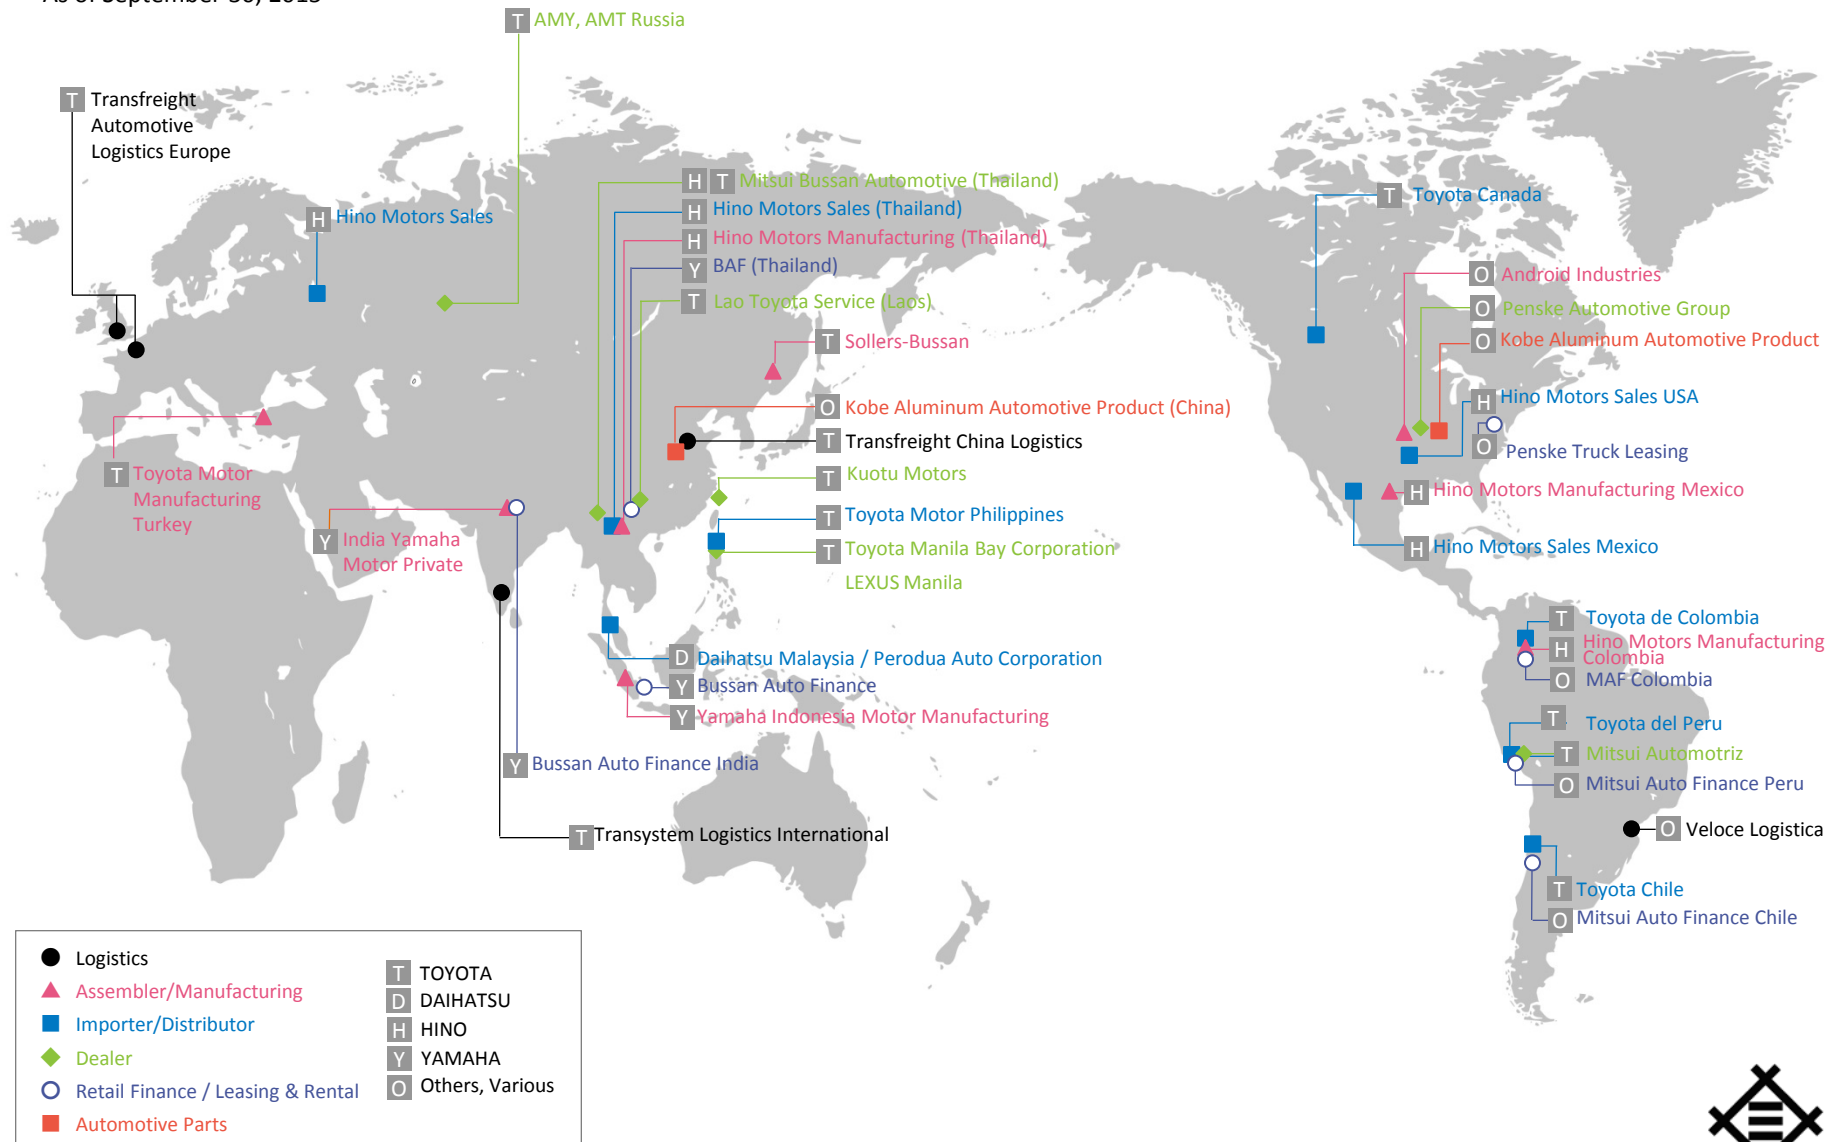 As of September 30, 2013
T AMY, AMT Russia
T Transfreight
Automotive
Logistics Europe
H Hino Motors Sales
H T Mitsui Bussan Automotive (Thailand)
H Hino Motors Sales (Thailand)
H Hino Motors Manufacturing (Thailand)
Y BAF (Thailand)
T Lao Toyota Service (Laos)
T Sollers-Bussan
O Kobe Aluminum Automotive Product (China)
T Transfreight China Logistics
T Kuotu Motors
T Toyota Motor Philippines
T Toyota Manila Bay Corporation
LEXUS Manila
T Toyota Motor
Manufacturing
Turkey
Y India Yamaha
Motor Private
D Daihatsu Malaysia / Perodua Auto Corporation
Y Bussan Auto Finance
Y Yamaha Indonesia Motor Manufacturing
Y Bussan Auto Finance India
T Transystem Logistics International
T Toyota Canada
O Android Industries
O Penske Automotive Group
O Kobe Aluminum Automotive Product
H Hino Motors Sales USA
O Penske Truck Leasing
H Hino Motors Manufacturing Mexico
H Hino Motors Sales Mexico
T Toyota de Colombia
H Hino Motors Manufacturing
Colombia
O MAF Colombia
T Toyota del Peru
T Mitsui Automotriz
O Mitsui Auto Finance Peru
O Veloce Logistica
T Toyota Chile
O Mitsui Auto Finance Chile
Logistics
Assembler/Manufacturing
Importer/Distributor
Dealer
Retail Finance / Leasing & Rental
Automotive Parts
T TOYOTA
D DAIHATSU
H HINO
Y YAMAHA
O Others, Various